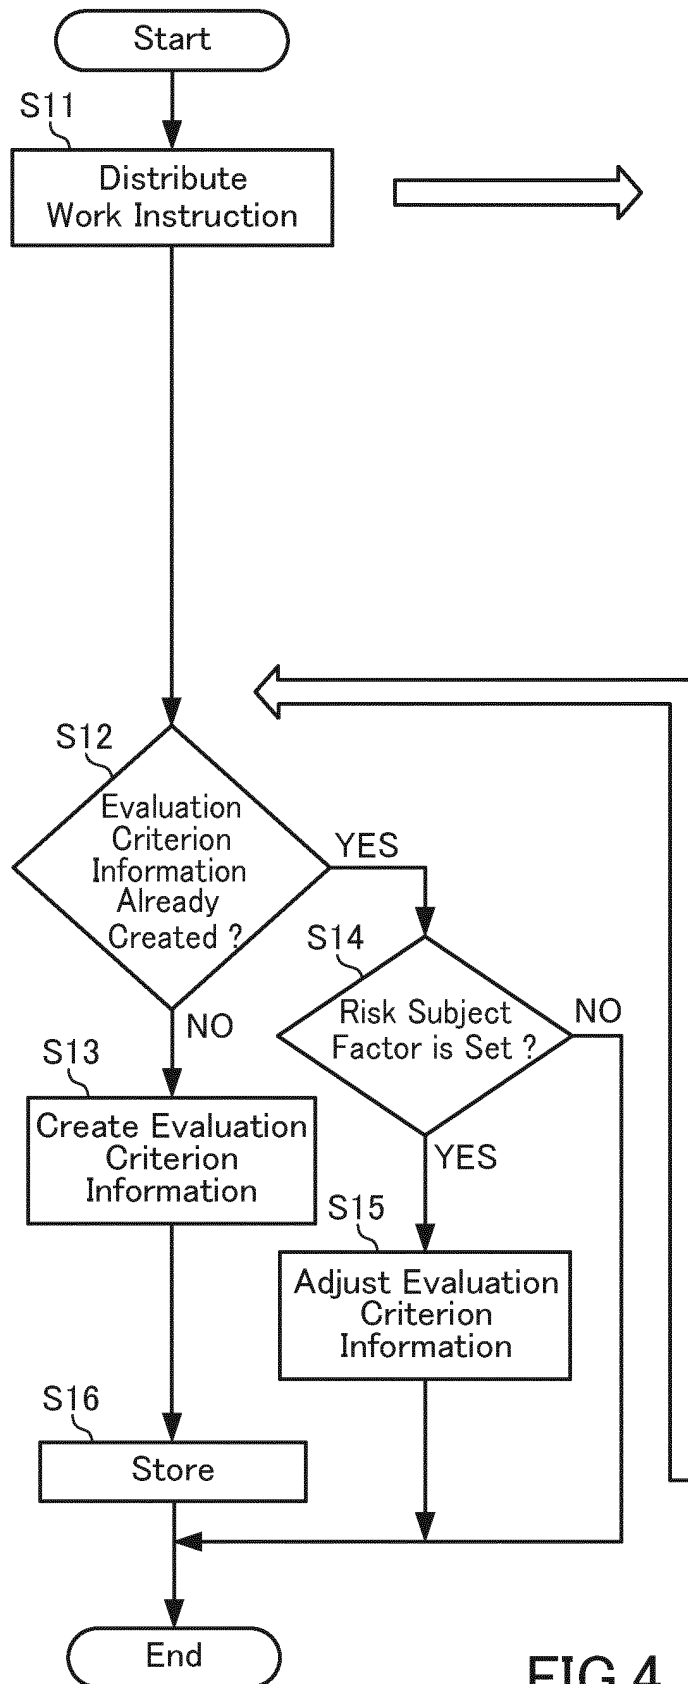 Start
S11
Distribute
Work Instruction
S12
Evaluation
Criterion
Information
Already
Created ?
YES
S14
Risk Subject
Factor is Set ?
NO
NO
S13
Create Evaluation
Criterion
Information
YES
S15
Adjust Evaluation
Criterion
Information
S16
Store
End
FIG.4